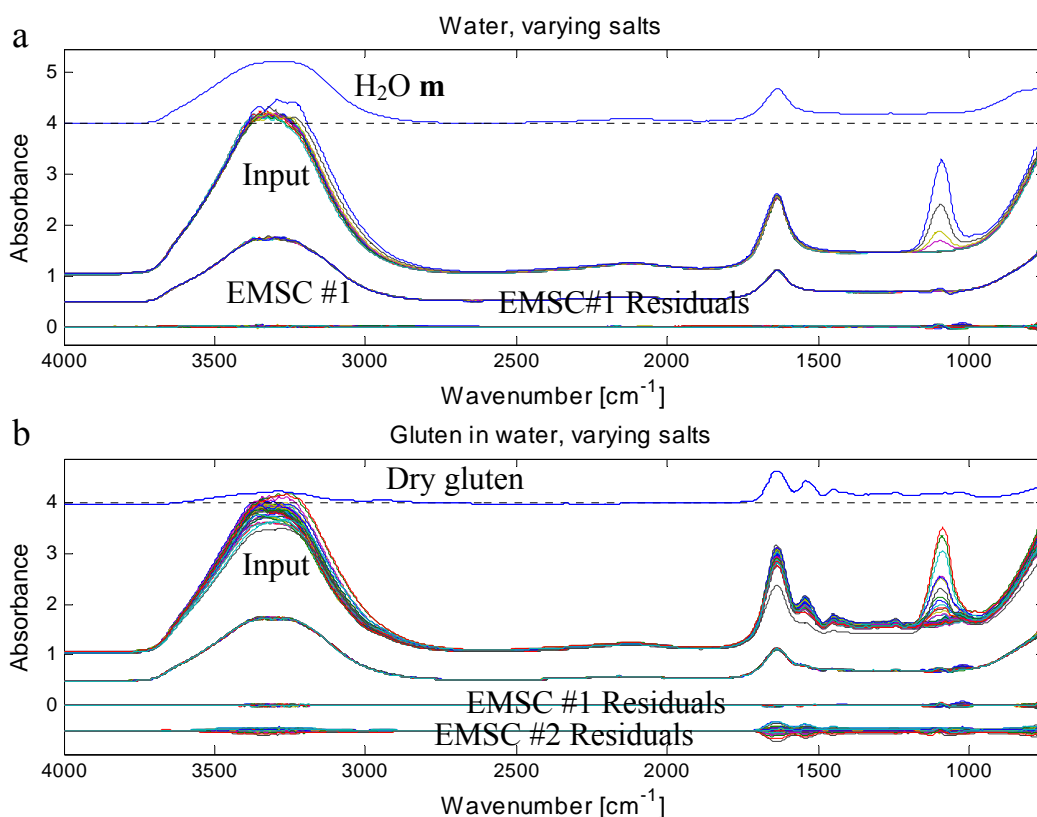 a
Water, varying salts
H₂O m
Input
EMSC #1
EMSC#1 Residuals
Absorbance
5
4
3
2
1
0
4000 3500 3000 2500 2000 1500 1000
Wavenumber [cm⁻¹]
b
Gluten in water, varying salts
Dry gluten
Input
EMSC #1 Residuals
EMSC #2 Residuals
Absorbance
4
3
2
1
0
4000 3500 3000 2500 2000 1500 1000
Wavenumber [cm⁻¹]